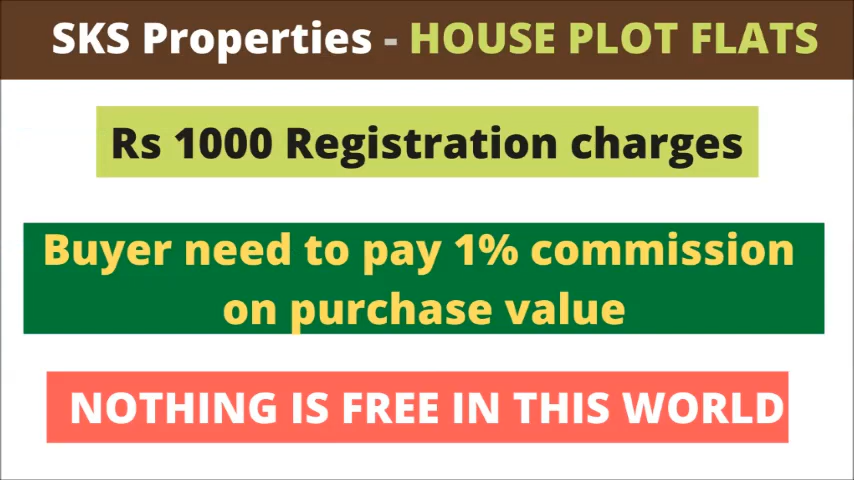 SKS Properties - HOUSE PLOT FLATS
Rs 1000 Registration charges
Buyer need to pay 1% commission
on purchase value
NOTHING IS FREE IN THIS WORLD